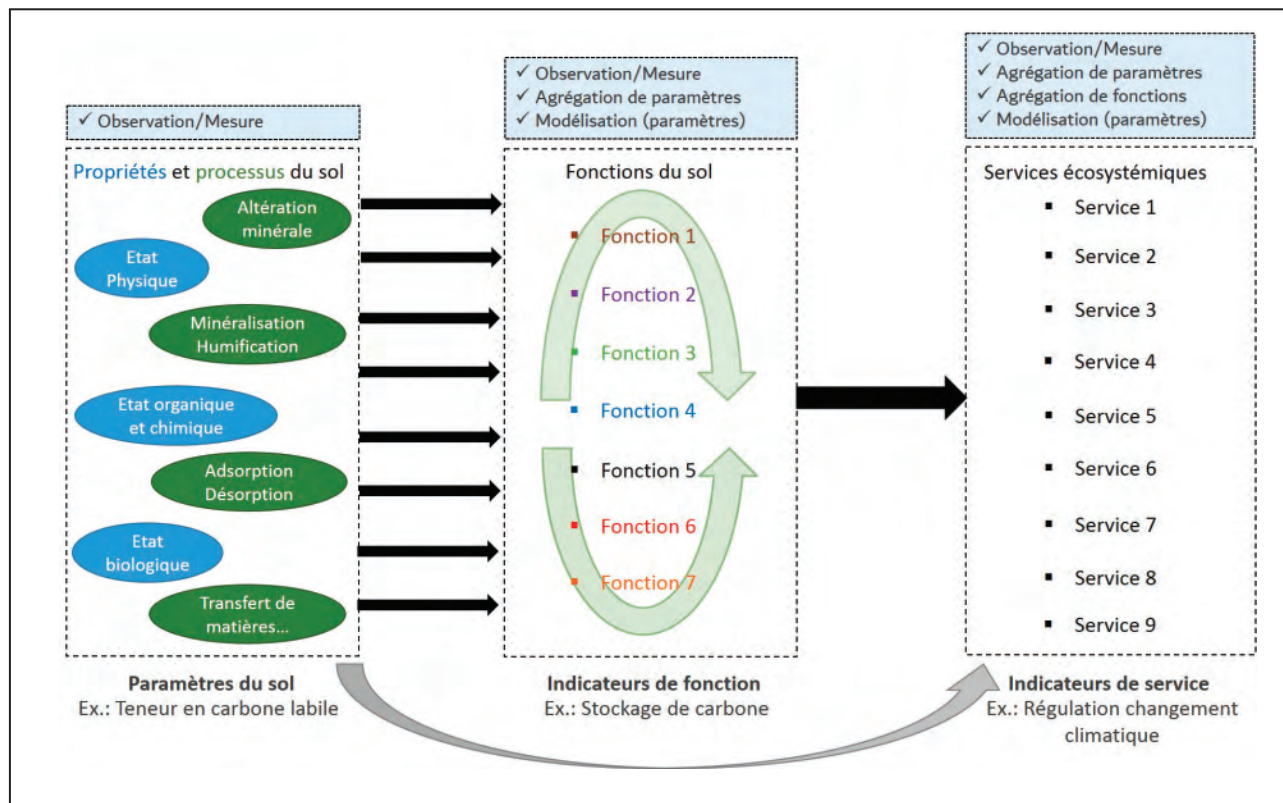 ✓ Observation/Mesure
Propriétés et processus du sol
Altération
minérale
Etat
Physique
Minéralisation
Humification
Etat organique
et chimique
Adsorption
Désorption
Etat
biologique
Transfert de
matières...
Paramètres du sol
Ex.: Teneur en carbone labile
✓ Observation/Mesure
✓ Agrégation de paramètres
✓ Modélisation (paramètres)
Fonctions du sol
▪ Fonction 1
▪ Fonction 2
▪ Fonction 3
▪ Fonction 4
▪ Fonction 5
▪ Fonction 6
▪ Fonction 7
Indicateurs de fonction
Ex.: Stockage de carbone
✓ Observation/Mesure
✓ Agrégation de paramètres
✓ Agrégation de fonctions
✓ Modélisation (paramètres)
Services écosystémiques
▪ Service 1
▪ Service 2
▪ Service 3
▪ Service 4
▪ Service 5
▪ Service 6
▪ Service 7
▪ Service 8
▪ Service 9
Indicateurs de service
Ex.: Régulation changement
climatique